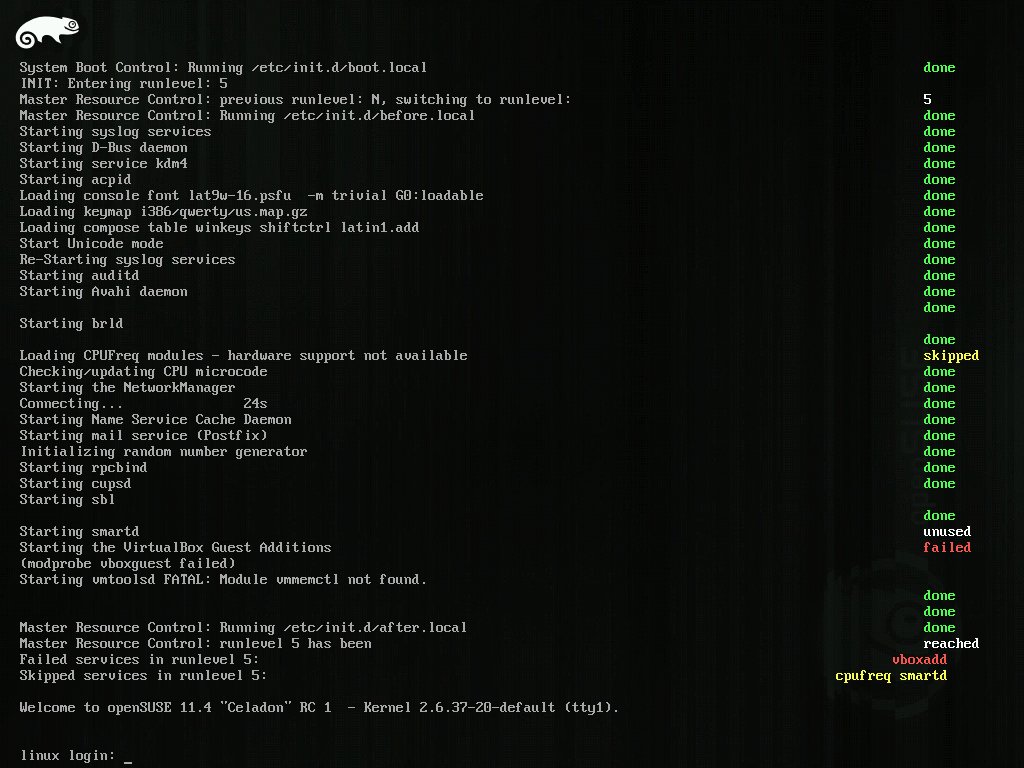 System Boot Control: Running /etc/init.d/boot.local done
INIT: Entering runlevel: 5
Master Resource Control: previous runlevel: N, switching to runlevel: 5
Master Resource Control: Running /etc/init.d/before.local done
Starting syslog services done
Starting D-Bus daemon done
Starting service kdm4 done
Starting acpid done
Loading console font lat9w-16.psfu  -m trivial G0:loadable done
Loading keymap i386/qwerty/us.map.gz done
Loading compose table winkeys shiftctrl latin1.add done
Start Unicode mode done
Re-Starting syslog services done
Starting auditd done
Starting Avahi daemon done
done
Starting brld
done
Loading CPUFreq modules - hardware support not available skipped
Checking/updating CPU microcode done
Starting the NetworkManager done
Connecting... 24s done
Starting Name Service Cache Daemon done
Starting mail service (Postfix) done
Initializing random number generator done
Starting rpcbind done
Starting cupsd done
Starting sbl
done
Starting smartd unused
Starting the VirtualBox Guest Additions failed
(modprobe vboxguest failed)
Starting vmtoolsd FATAL: Module vmmemctl not found.
done
done
Master Resource Control: Running /etc/init.d/after.local done
Master Resource Control: runlevel 5 has been reached
Failed services in runlevel 5: vboxadd
Skipped services in runlevel 5: cpufreq smartd
Welcome to openSUSE 11.4 "Celadon" RC 1  - Kernel 2.6.37-20-default (tty1).
linux login: _